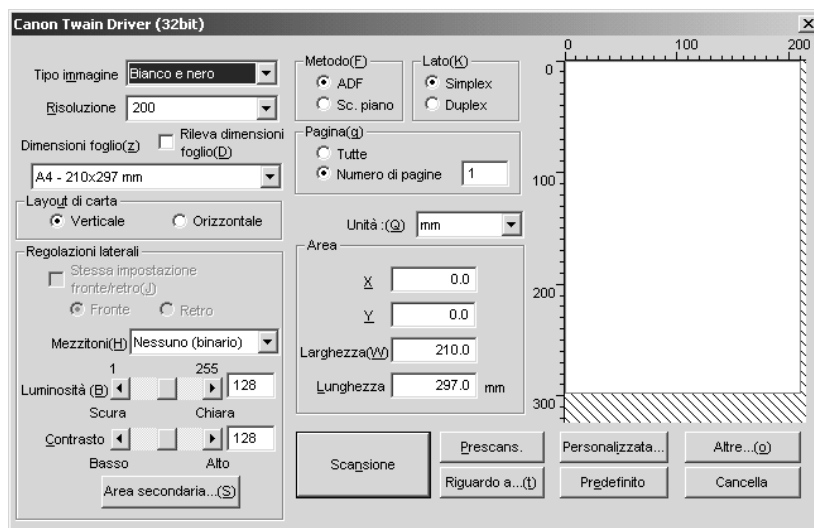 Canon Twain Driver (32bit)
Tipo immagine Bianco e nero
Risoluzione 200
Dimensioni foglio(z) Rileva dimensioni foglio(D)
A4 - 210x297 mm
Layout di carta
Verticale Orizzontale
Regolazioni laterali
Stessa impostazione
fronte/retro(J)
Fronte Retro
Mezzitoni(H) Nessuno (binario)
1 255
Luminosità (B) 128
Scura Chiara
Contrasto 128
Basso Alto
Area secondaria...(S)
Metodo(F)
ADF
Sc. piano
Lato(K)
Simplex
Duplex
Pagina(g)
Tutte
Numero di pagine 1
Unità :(Q) mm
Area
X 0.0
Y 0.0
Larghezza(W) 210.0
Lunghezza 297.0 mm
0 100 200
0
100
200
300
Scansione
Prescans. Personalizzata... Altre...(o)
Riguardo a...(t) Predefinito Cancella